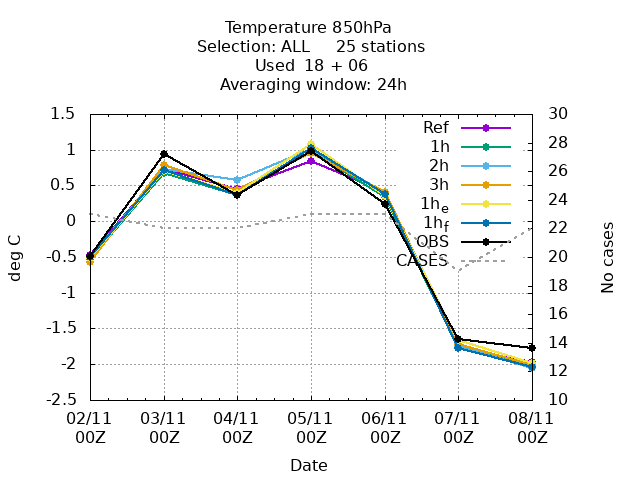 Temperature 850hPa
Selection: ALL     25 stations
Used  18 + 06
Averaging window: 24h
1.5
1
0.5
0
-0.5
-1
-1.5
-2
-2.5
deg C
30
28
26
24
22
20
18
16
14
12
10
No cases
Ref
1h
2h
3h
1he
1hf
OBS
CASES
02/11 03/11 04/11 05/11 06/11 07/11 08/11
00Z 00Z 00Z 00Z 00Z 00Z 00Z
Date